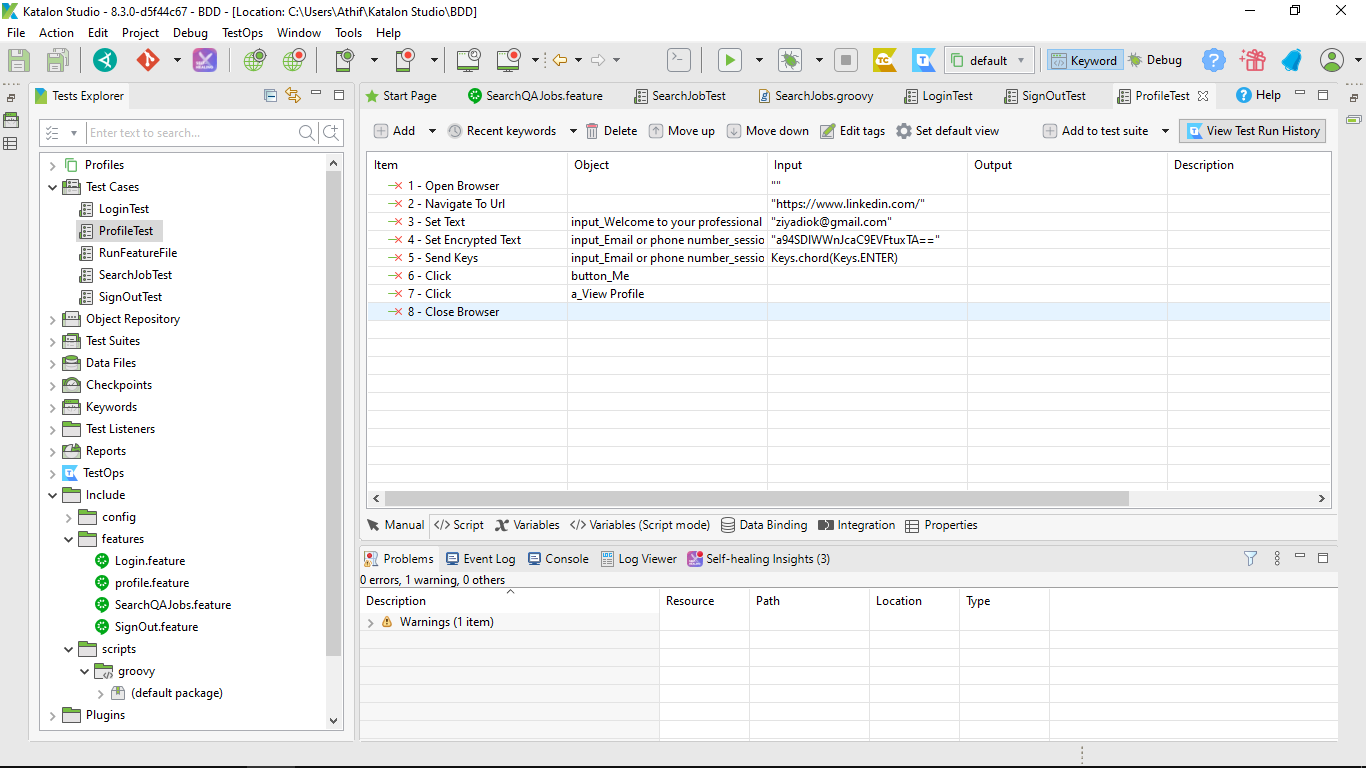 Katalon Studio - 8.3.0-d5f44c67 - BDD - [Location: C:\Users\Athif\Katalon Studio\BDD]
File Action Edit Project Debug TestOps Window Tools Help
default Keyword Debug
Tests Explorer
Start Page SearchQAJobs.feature SearchJobTest SearchJobs.groovy LoginTest SignOutTest ProfileTest Help
Enter text to search...
Add Recent keywords Delete Move up Move down Edit tags Set default view Add to test suite View Test Run History
Profiles
Test Cases
LoginTest
ProfileTest
RunFeatureFile
SearchJobTest
SignOutTest
Object Repository
Test Suites
Data Files
Checkpoints
Keywords
Test Listeners
Reports
TestOps
Include
config
features
Login.feature
profile.feature
SearchQAJobs.feature
SignOut.feature
scripts
groovy
(default package)
Plugins
Item Object Input Output Description
1 - Open Browser ""
2 - Navigate To Url "https://www.linkedin.com/"
3 - Set Text input_Welcome to your professional "ziyadiok@gmail.com"
4 - Set Encrypted Text input_Email or phone number_sessio "a94SDIWWnJcaC9EVFtuxTA=="
5 - Send Keys input_Email or phone number_sessio Keys.chord(Keys.ENTER)
6 - Click button_Me
7 - Click a_View Profile
8 - Close Browser
Manual Script Variables Variables (Script mode) Data Binding Integration Properties
Problems Event Log Console Log Viewer Self-healing Insights (3)
0 errors, 1 warning, 0 others
Description Resource Path Location Type
Warnings (1 item)